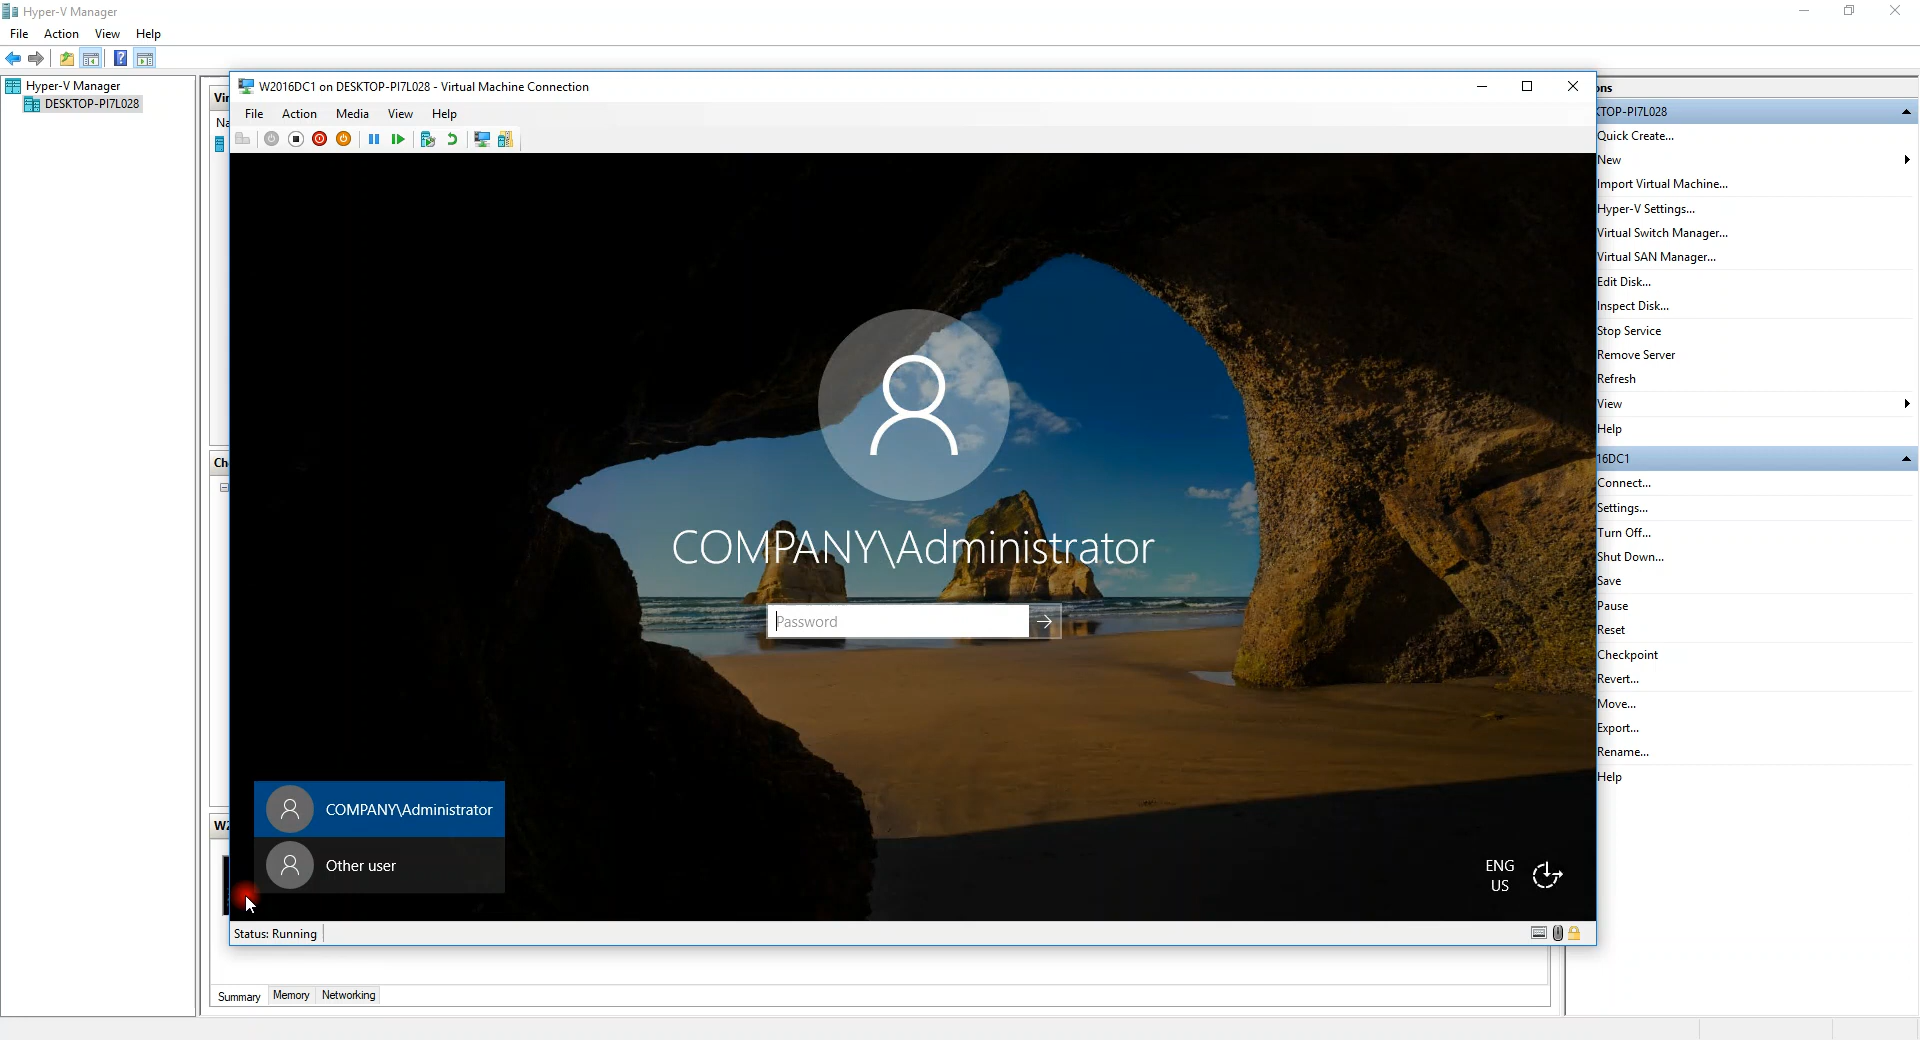 Hyper-V Manager
File Action View Help
Hyper-V Manager
DESKTOP-PI7L028
W2016DC1 on DESKTOP-PI7L028 - Virtual Machine Connection
File Action Media View Help
COMPANY\Administrator
Password
COMPANY\Administrator
Other user
ENG
US
Status: Running
Summary Memory Networking
TOP-PI7L028
Quick Create...
New
Import Virtual Machine...
Hyper-V Settings...
Virtual Switch Manager...
Virtual SAN Manager...
Edit Disk...
Inspect Disk...
Stop Service
Remove Server
Refresh
View
Help
16DC1
Connect...
Settings...
Turn Off...
Shut Down...
Save
Pause
Reset
Checkpoint
Revert...
Move...
Export...
Rename...
Help